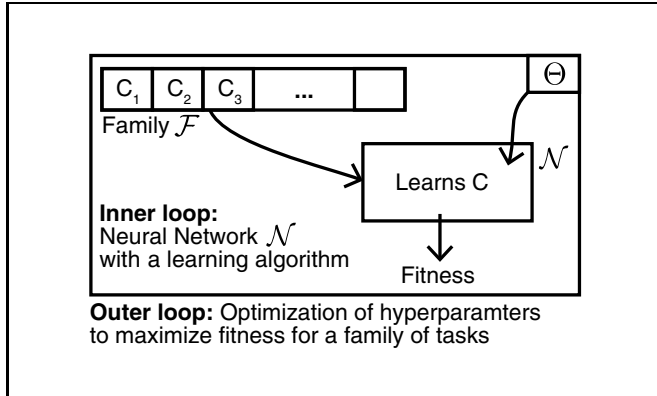 C₁ C₂ C₃ ... Θ
Family ℱ
𝒩
Learns C
Inner loop:
Neural Network 𝒩
with a learning algorithm
Fitness
Outer loop: Optimization of hyperparamters
to maximize fitness for a family of tasks